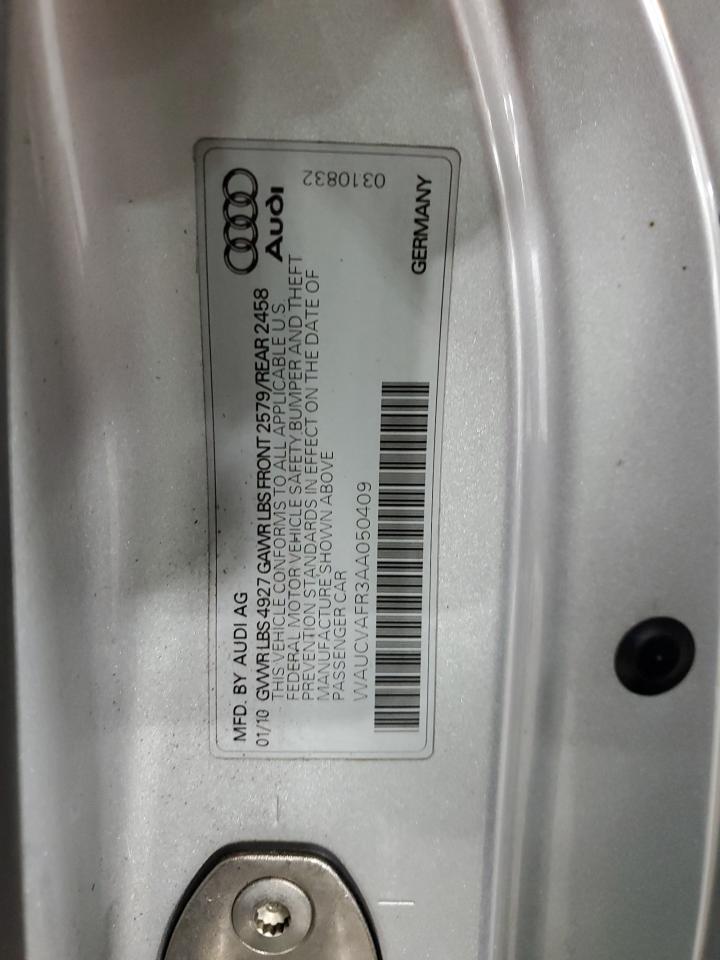 MFD. BY AUDI AG
Audi
01/10 GVWR LBS 4927 GAWR LBS FRONT 2579/REAR 2458
THIS VEHICLE CONFORMS TO ALL APPLICABLE U.S.
FEDERAL MOTOR VEHICLE SAFETY, BUMPER AND THEFT
PREVENTION STANDARDS IN EFFECT ON THE DATE OF
MANUFACTURE SHOWN ABOVE
PASSENGER CAR
WAUCVAFR3AA050409
0310832
GERMANY